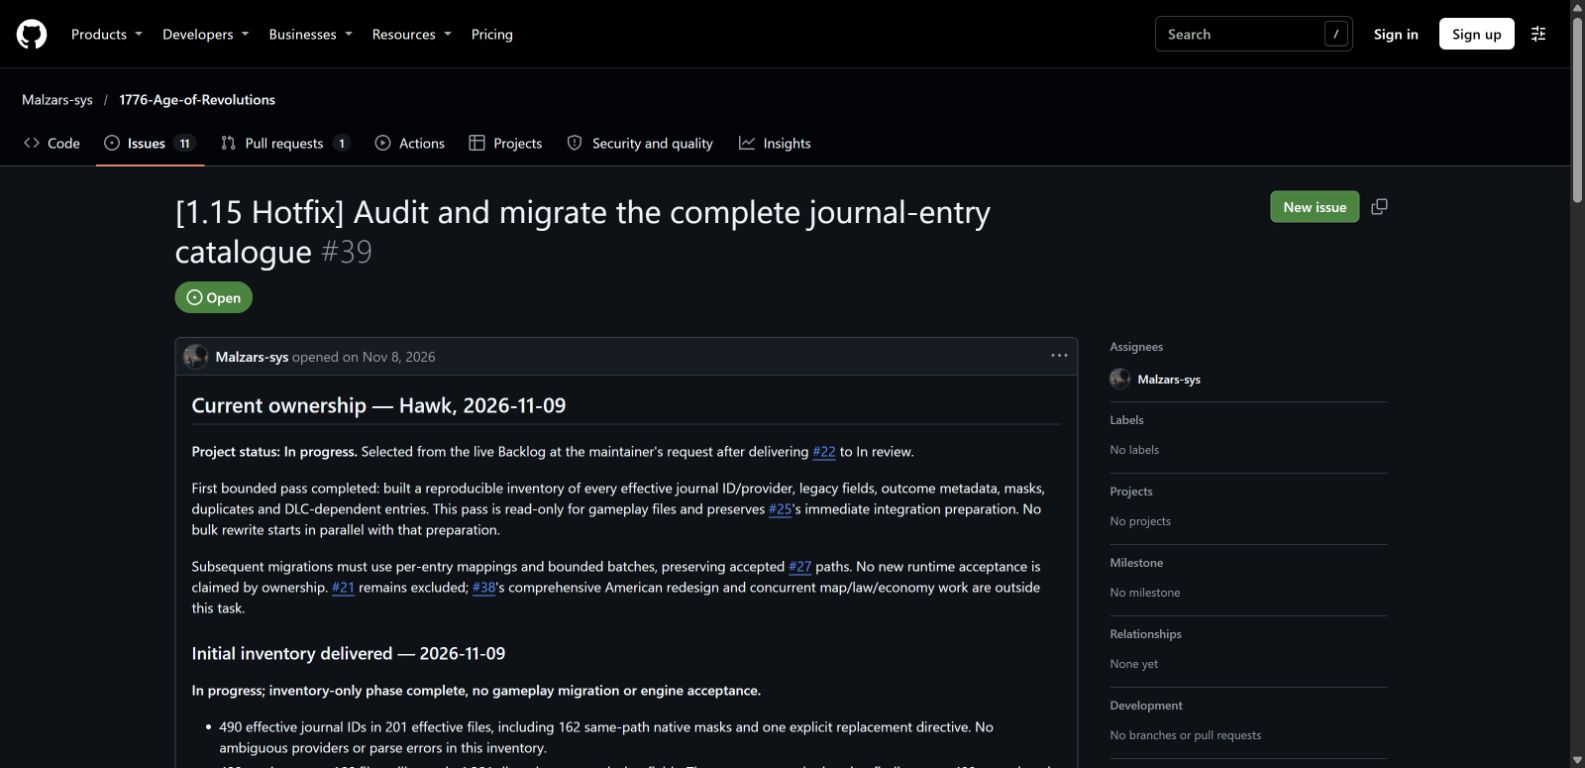 Products Developers Businesses Resources Pricing Search / Sign in Sign up
Malzars-sys / 1776-Age-of-Revolutions
Code Issues 11 Pull requests 1 Actions Projects Security and quality Insights
[1.15 Hotfix] Audit and migrate the complete journal-entry
catalogue #39
New issue
Open
Malzars-sys opened on Nov 8, 2026
Current ownership — Hawk, 2026-11-09
Project status: In progress. Selected from the live Backlog at the maintainer's request after delivering #22 to In review.
First bounded pass completed: built a reproducible inventory of every effective journal ID/provider, legacy fields, outcome metadata, masks,
duplicates and DLC-dependent entries. This pass is read-only for gameplay files and preserves #25's immediate integration preparation. No
bulk rewrite starts in parallel with that preparation.
Subsequent migrations must use per-entry mappings and bounded batches, preserving accepted #27 paths. No new runtime acceptance is
claimed by ownership. #21 remains excluded; #38's comprehensive American redesign and concurrent map/law/economy work are outside
this task.
Initial inventory delivered — 2026-11-09
In progress; inventory-only phase complete, no gameplay migration or engine acceptance.
• 490 effective journal IDs in 201 effective files, including 162 same-path native masks and one explicit replacement directive. No
ambiguous providers or parse errors in this inventory.
Assignees
Malzars-sys
Labels
No labels
Projects
No projects
Milestone
No milestone
Relationships
None yet
Development
No branches or pull requests